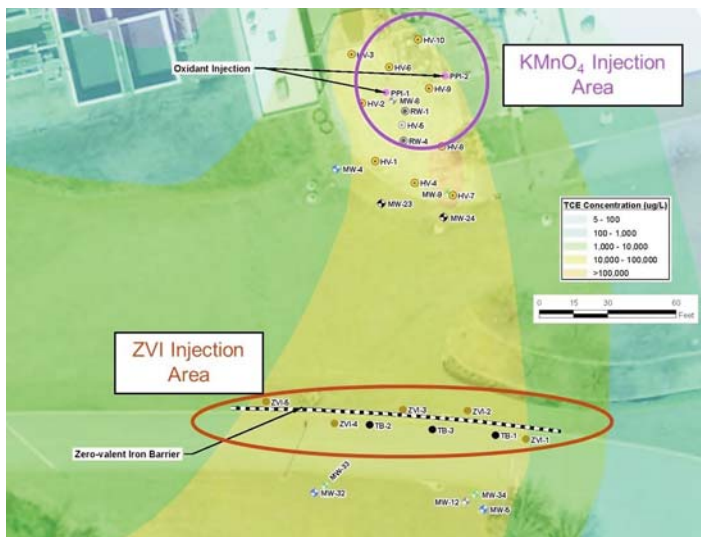 HV-10
HV-3
HV-6
Oxidant Injection
PPI-2
KMnO4 Injection
Area
HV-9
PPI-1
MW-6
HV-2
RW-1
HV-5
RW-4
HV-8
HV-1
MW-4
HV-4
MW-9
HV-7
MW-23
MW-24
TCE Concentration (ug/L)
5 - 100
100 - 1,000
1,000 - 10,000
10,000 - 100,000
>100,000
0 15 30 60
Feet
ZVI Injection
Area
ZVI-5
ZVI-3
ZVI-2
ZVI-4
TB-2
TB-3
TB-1
ZVI-1
Zero-valent Iron Barrier
MW-33
MW-32
MW-34
MW-12
MW-5